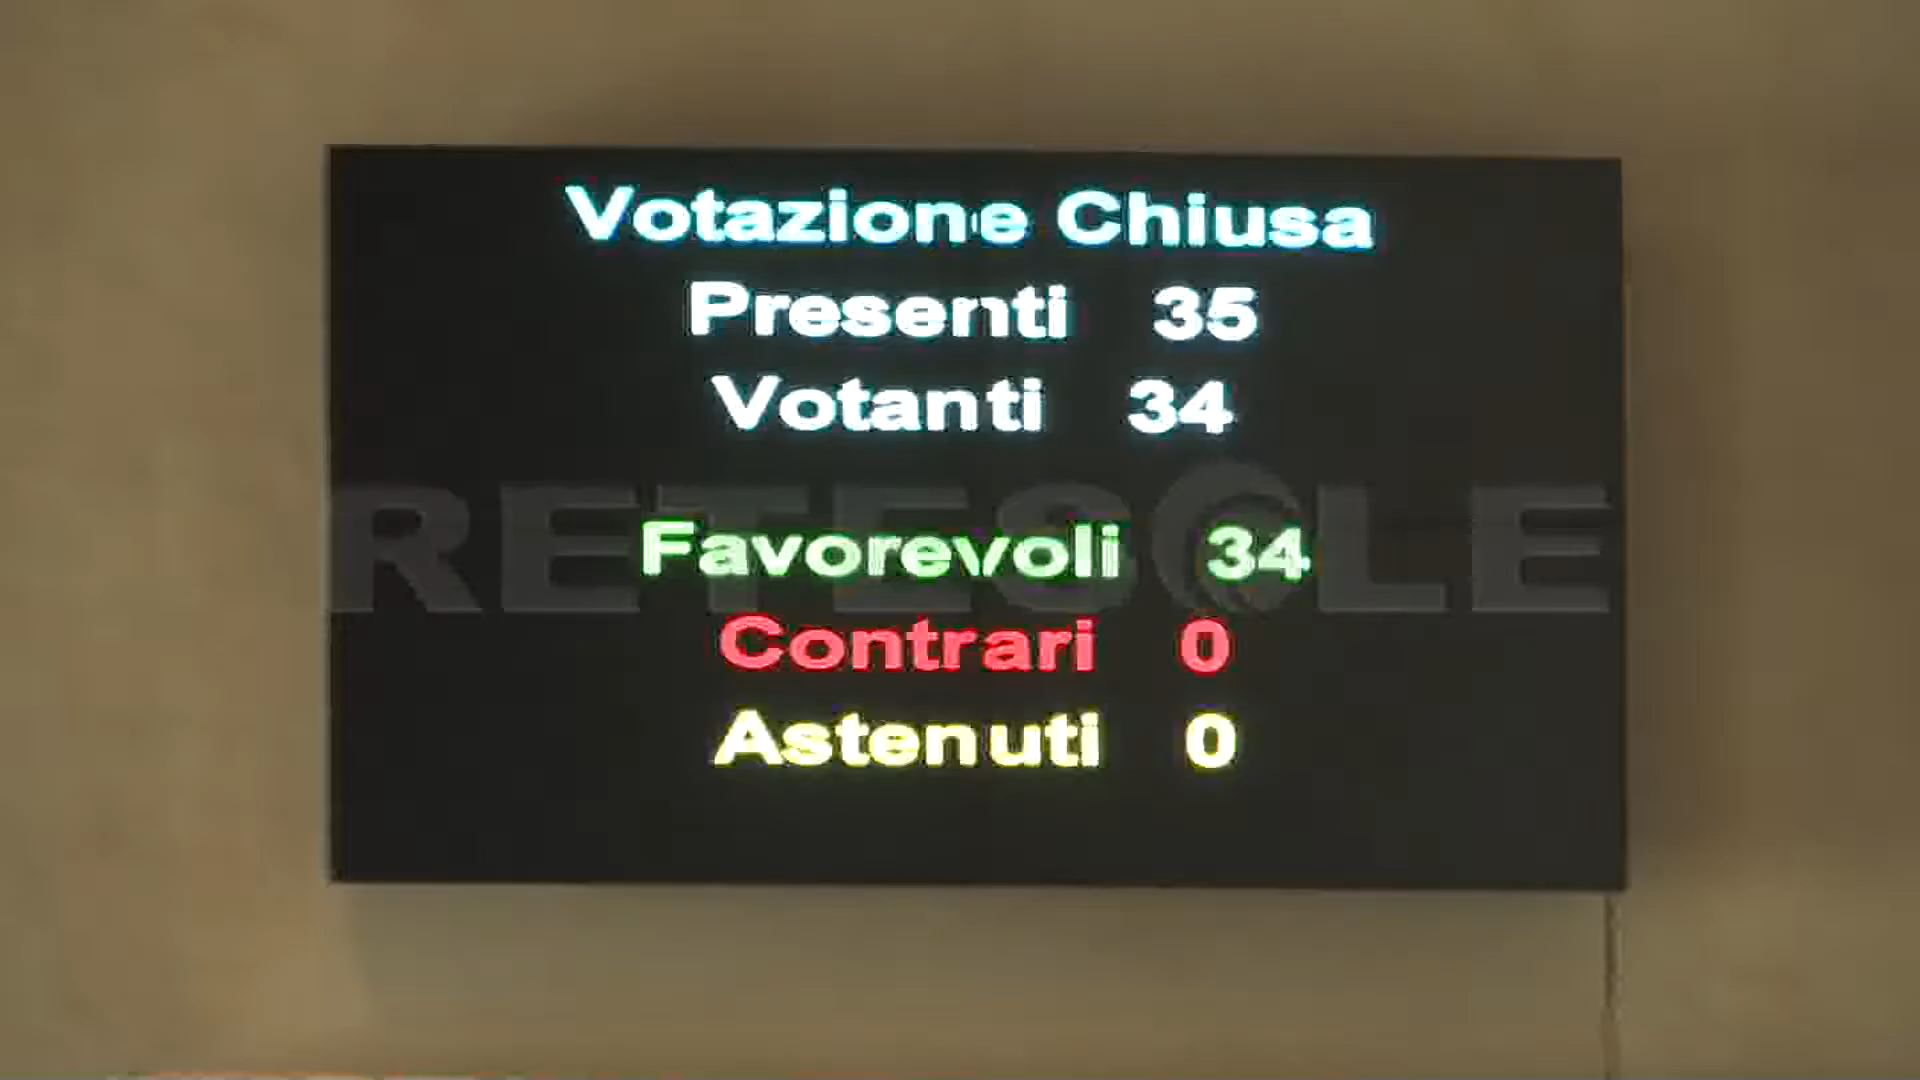 Votazione Chiusa
Presenti 35
Votanti 34
RETESOLE
Favorevoli 34
Contrari 0
Astenuti 0